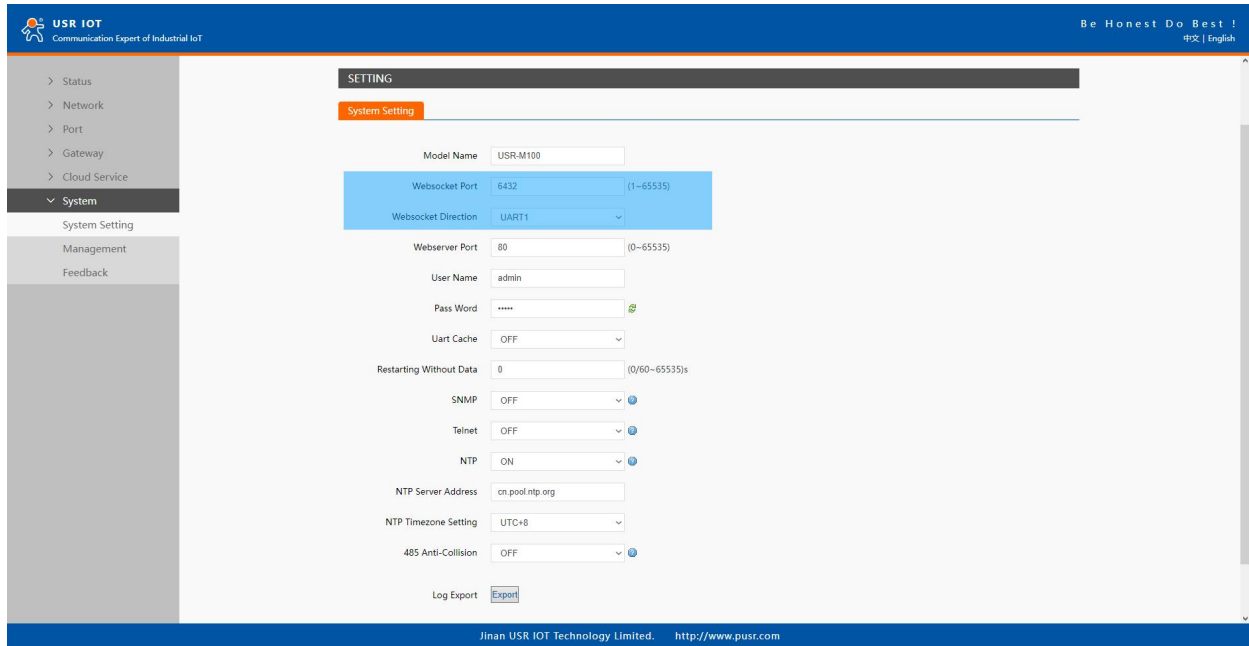 USR IOT
Communication Expert of Industrial IoT
Be Honest Do Best !
中文 | English
Status
Network
Port
Gateway
Cloud Service
System
System Setting
Management
Feedback
SETTING
System Setting
Model Name USR-M100
Websocket Port 6432 (1~65535)
Websocket Direction UART1
Webserver Port 80 (0~65535)
User Name admin
Pass Word •••••
Uart Cache OFF
Restarting Without Data 0 (0/60~65535)s
SNMP OFF
Telnet OFF
NTP ON
NTP Server Address cn.pool.ntp.org
NTP Timezone Setting UTC+8
485 Anti-Collision OFF
Log Export Export
Jinan USR IOT Technology Limited. http://www.pusr.com